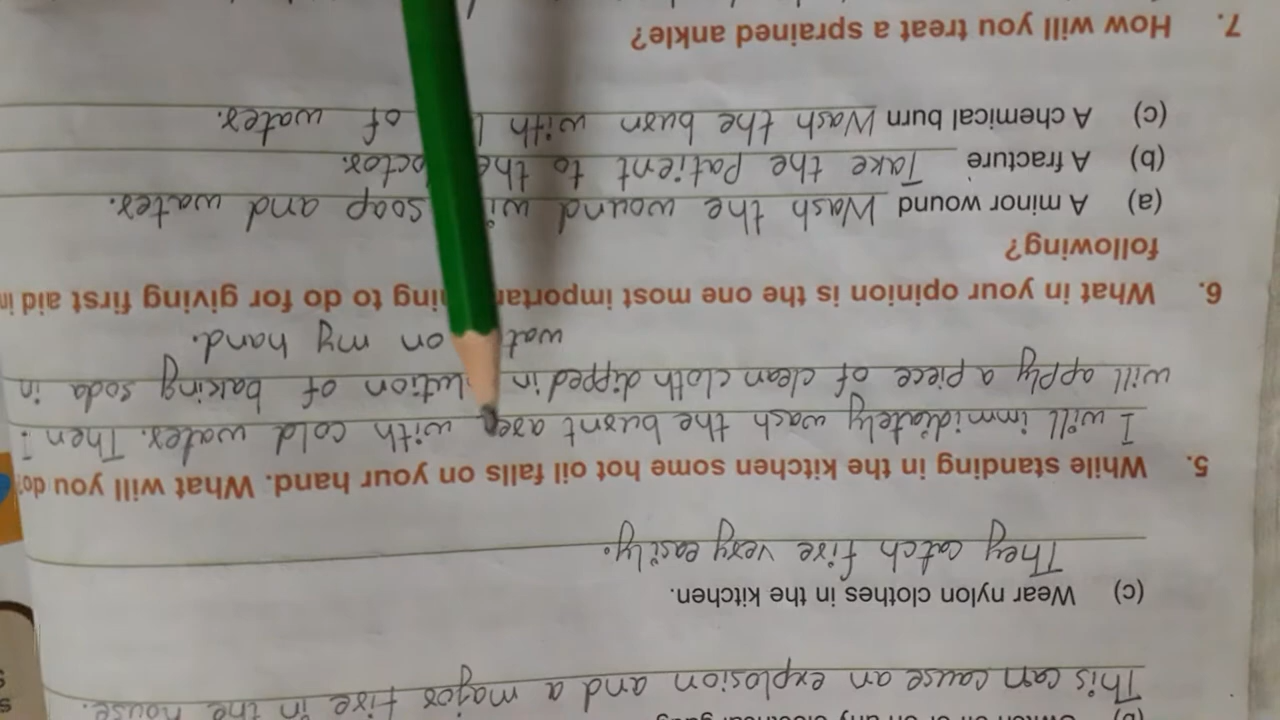 (b)
This can cause an explosion and a major fire in the house.
(c) Wear nylon clothes in the kitchen.
They catch fire very easily.
5. While standing in the kitchen some hot oil falls on your hand. What will you do?
I will immidiately wash the burnt area with cold water. Then I
will apply a piece of clean cloth dipped in lution of baking soda in
wat on my hand.
6. What in your opinion is the one most important thing to do for giving first aid in
following?
(a) A minor wound Wash the wound with soap and water.
(b) A fracture Take the Patient to the doctor.
(c) A chemical burn Wash the burn with of water.
7. How will you treat a sprained ankle?